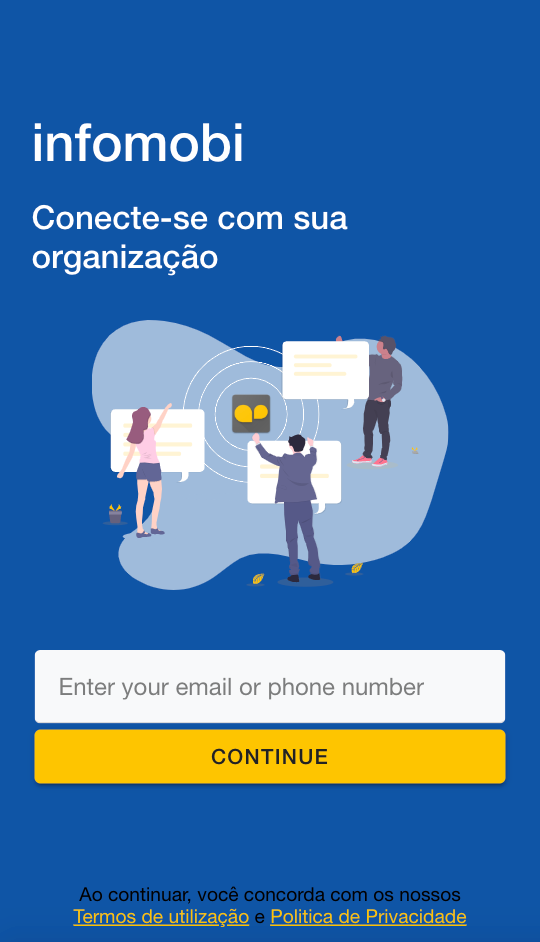 infomobi
Conecte-se com sua
organização
Enter your email or phone number
CONTINUE
Ao continuar, você concorda com os nossos
Termos de utilização e Politica de Privacidade